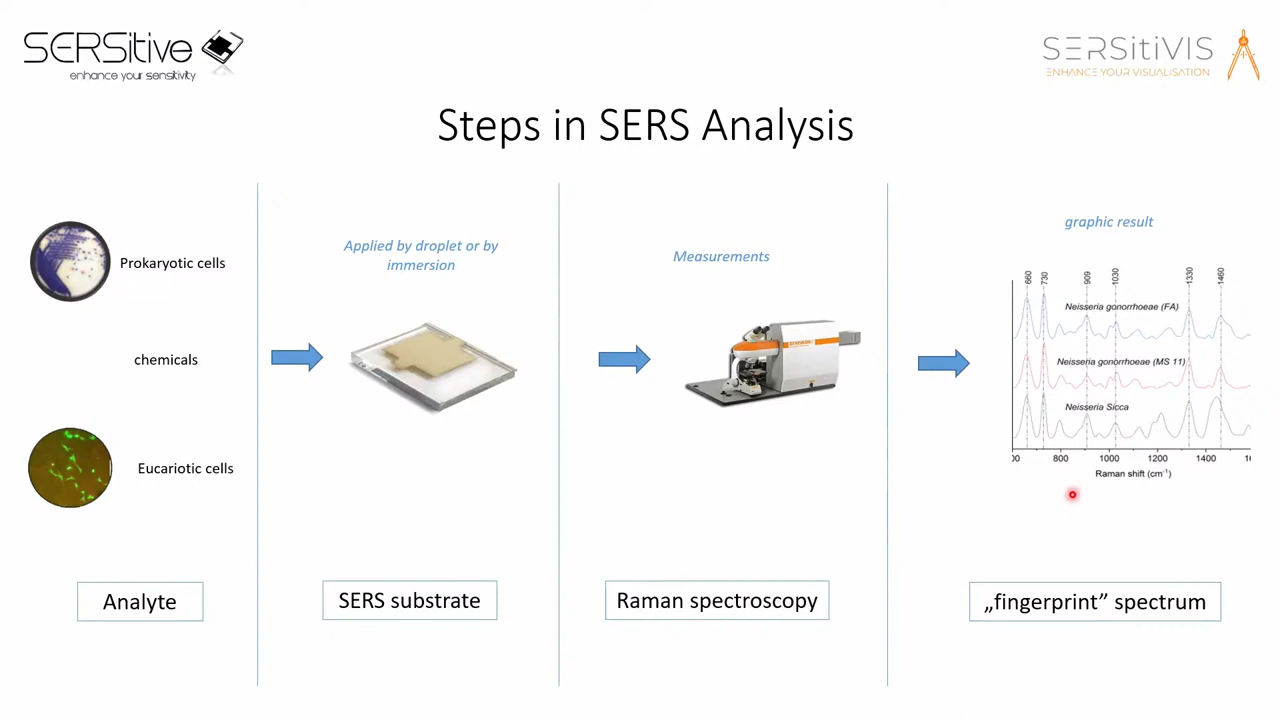 SERSitive
enhance your sensitivity
SERSitiVIS
ENHANCE YOUR VISUALISATION
Steps in SERS Analysis
Prokaryotic cells
chemicals
Eucariotic cells
Analyte
Applied by droplet or by
immersion
SERS substrate
Measurements
Raman spectroscopy
graphic result
660
730
909
1030
1330
1460
Neisseria gonorrhoeae (FA)
Neisseria gonorrhoeae (MS 11)
Neisseria Sicca
800 1000 1200 1400
Raman shift (cm⁻¹)
„fingerprint” spectrum